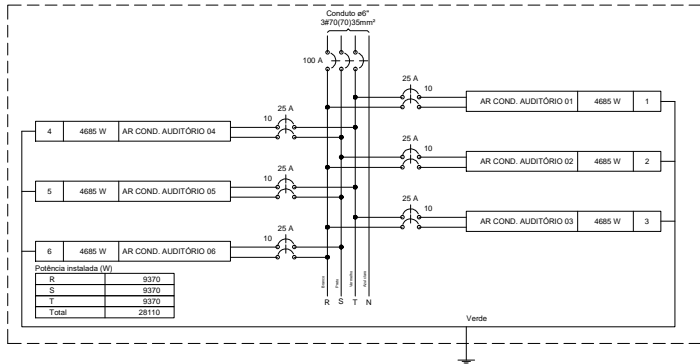 Conduto ø6"
3#70(70)35mm²
100 A
25 A
10
AR COND. AUDITÓRIO 01 4685 W 1
25 A
10
4 4685 W AR COND. AUDITÓRIO 04
25 A
10
AR COND. AUDITÓRIO 02 4685 W 2
25 A
10
5 4685 W AR COND. AUDITÓRIO 05
25 A
10
AR COND. AUDITÓRIO 03 4685 W 3
25 A
10
6 4685 W AR COND. AUDITÓRIO 06
Potência instalada (W)
R 9370
S 9370
T 9370
Total 28110
Branco
Preto
Vermelho
R S T N
Verde